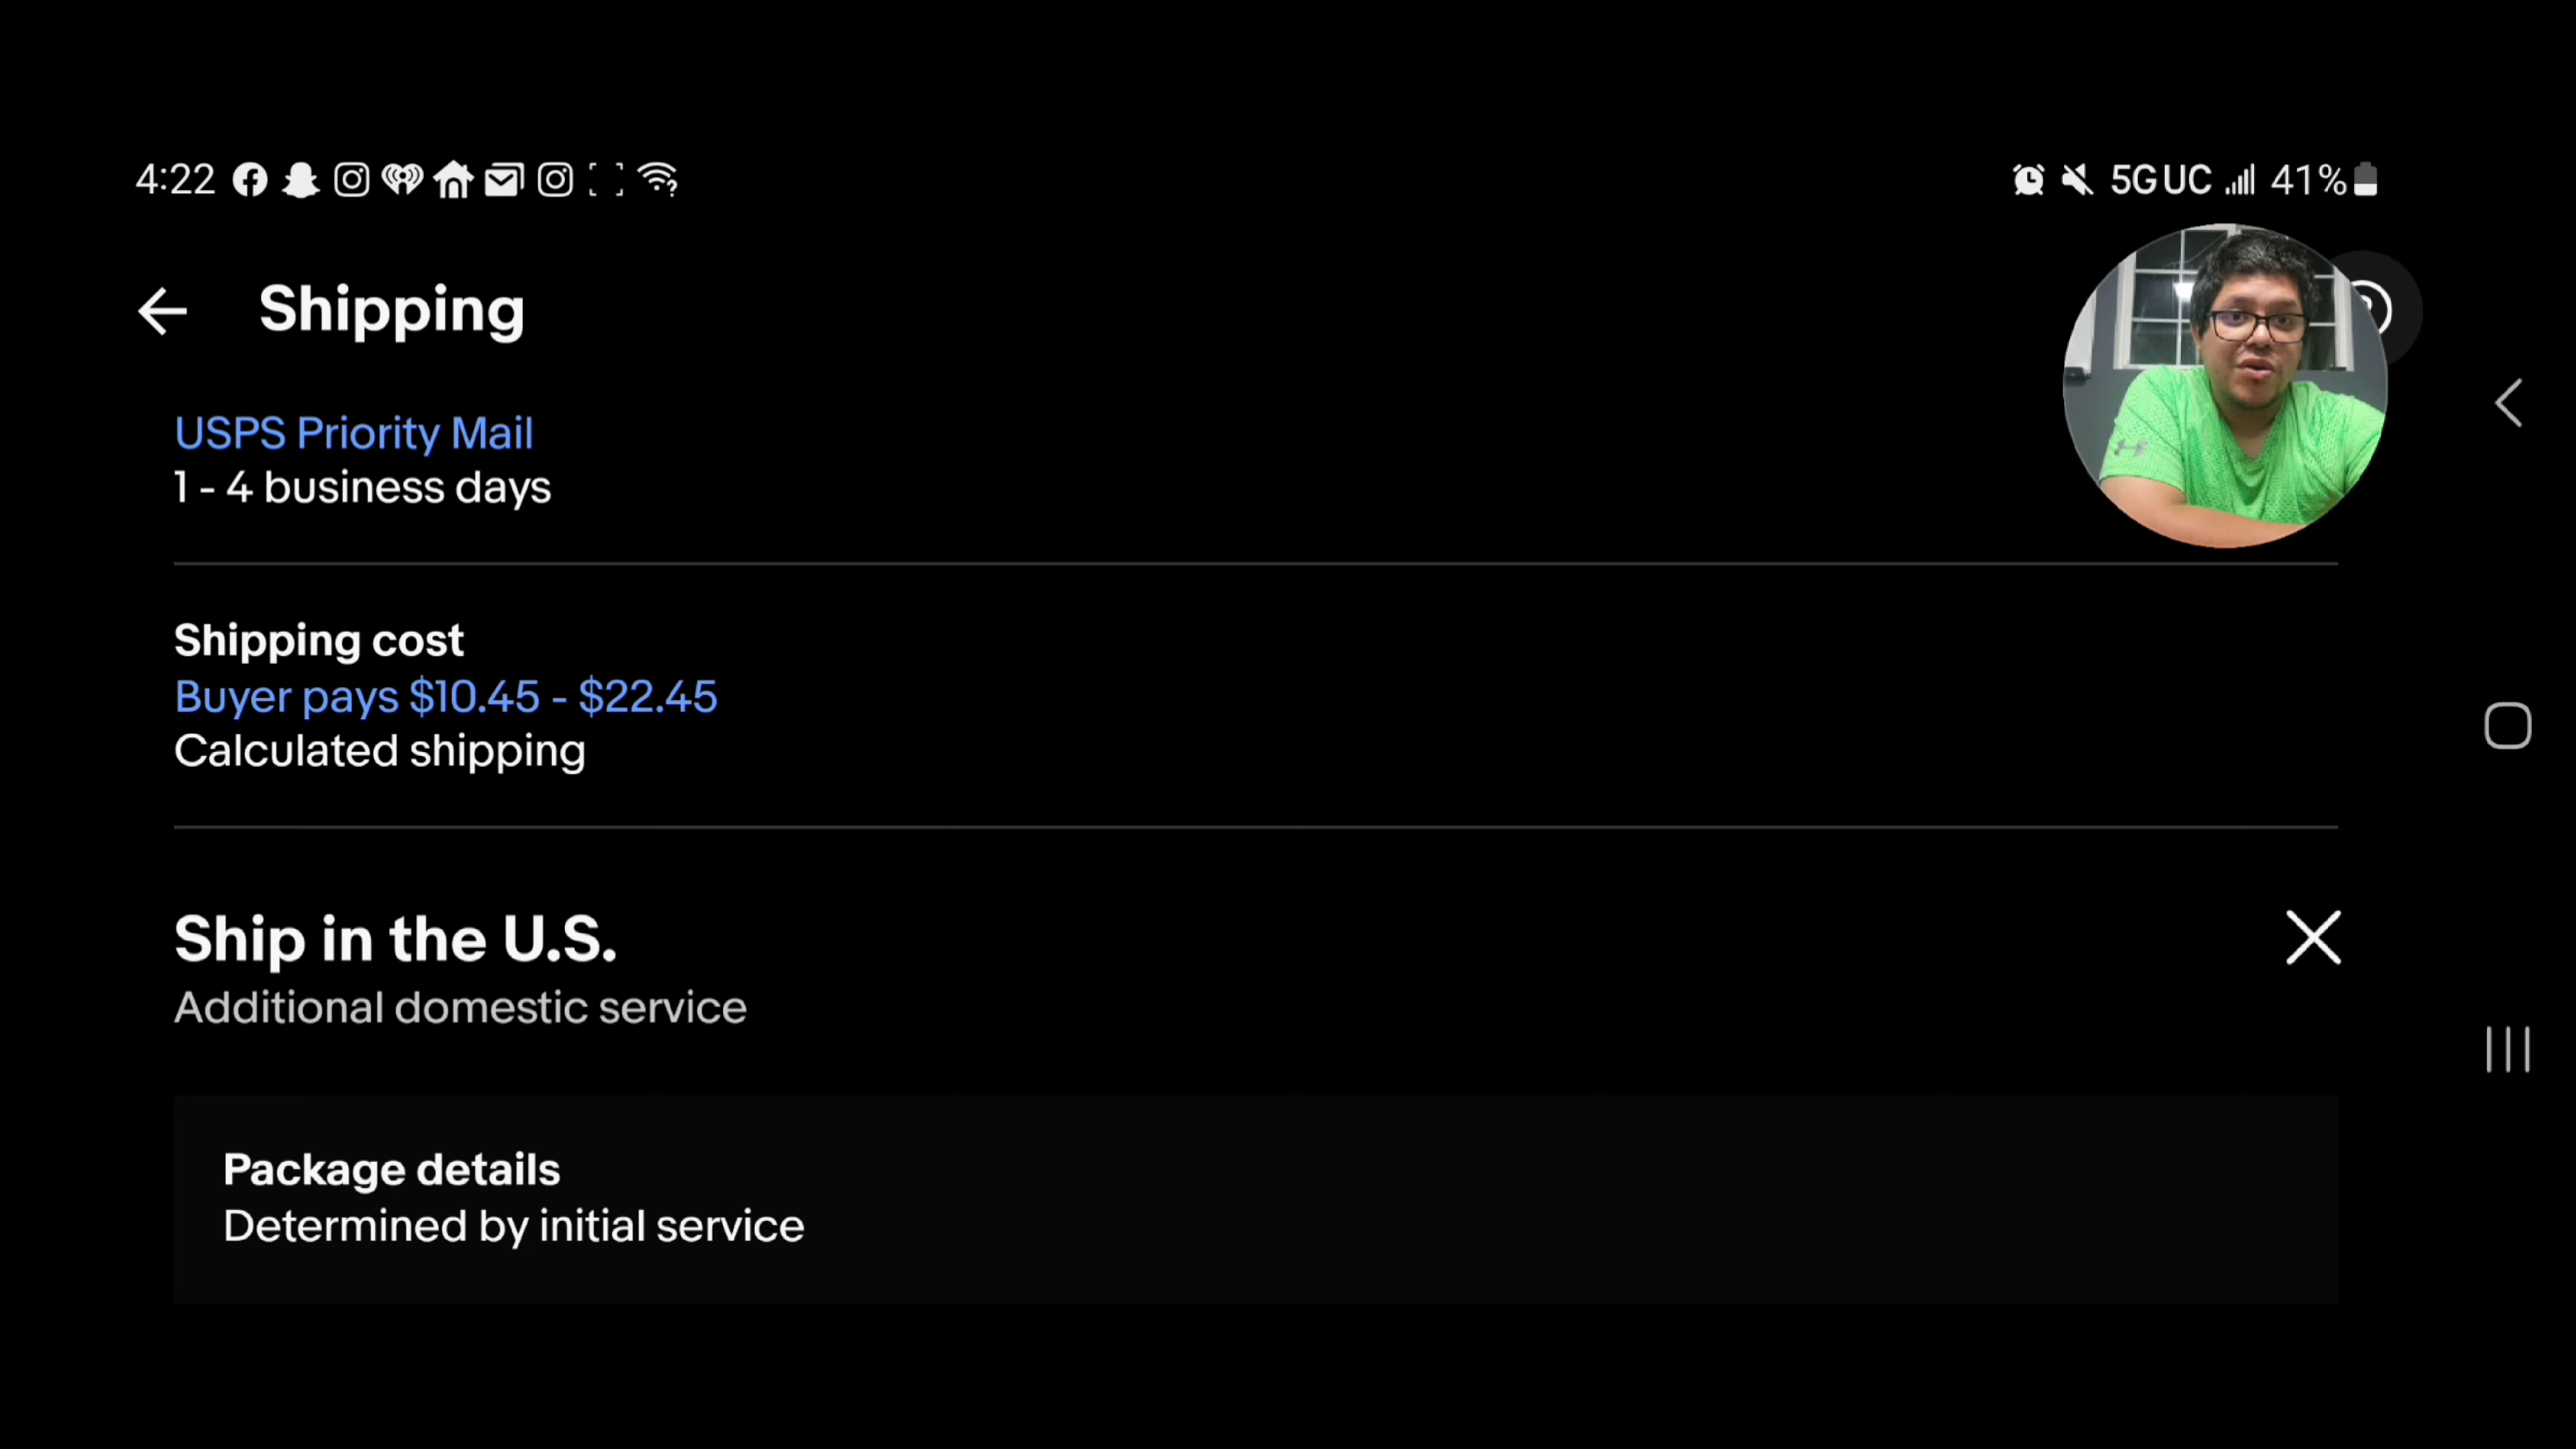 4:22
5G UC 41%
Shipping
USPS Priority Mail
1 - 4 business days
Shipping cost
Buyer pays $10.45 - $22.45
Calculated shipping
Ship in the U.S.
Additional domestic service
Package details
Determined by initial service